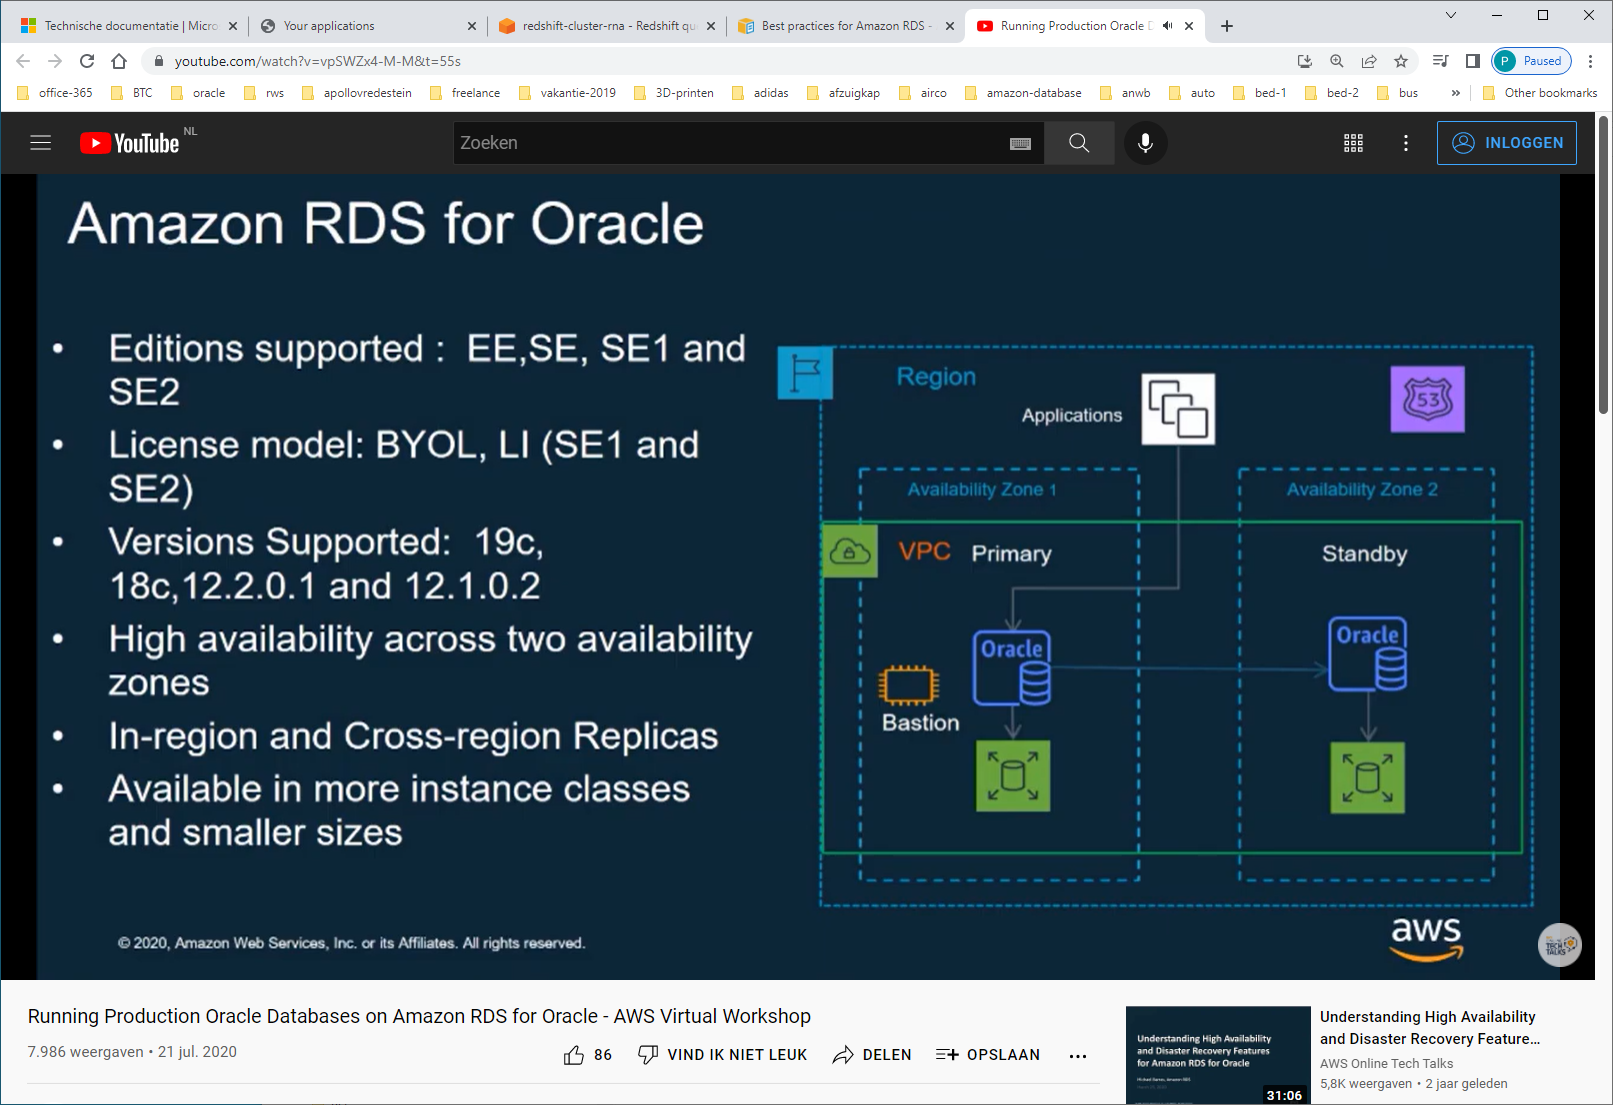 Technische documentatie | Micro
Your applications
redshift-cluster-rna - Redshift qu
Best practices for Amazon RDS -
Running Production Oracle D
youtube.com/watch?v=vpSWZx4-M-M&t=55s
P Paused
office-365 BTC oracle rws apollovredestein freelance vakantie-2019 3D-printen adidas afzuigkap airco amazon-database anwb auto bed-1 bed-2 bus » Other bookmarks
YouTube NL
Zoeken
INLOGGEN
Amazon RDS for Oracle
• Editions supported : EE,SE, SE1 and
SE2
• License model: BYOL, LI (SE1 and
SE2)
• Versions Supported: 19c,
18c,12.2.0.1 and 12.1.0.2
• High availability across two availability
zones
• In-region and Cross-region Replicas
• Available in more instance classes
and smaller sizes
Region
Applications
53
Availability Zone 1
Availability Zone 2
VPC
Primary
Standby
Oracle
Oracle
Bastion
© 2020, Amazon Web Services, Inc. or its Affiliates. All rights reserved.
aws
TECH
TALKS
Running Production Oracle Databases on Amazon RDS for Oracle - AWS Virtual Workshop
7.986 weergaven • 21 jul. 2020
86
VIND IK NIET LEUK
DELEN
OPSLAAN
Understanding High Availability
and Disaster Recovery Features
for Amazon RDS for Oracle
31:06
Understanding High Availability
and Disaster Recovery Feature...
AWS Online Tech Talks
5,8K weergaven • 2 jaar geleden